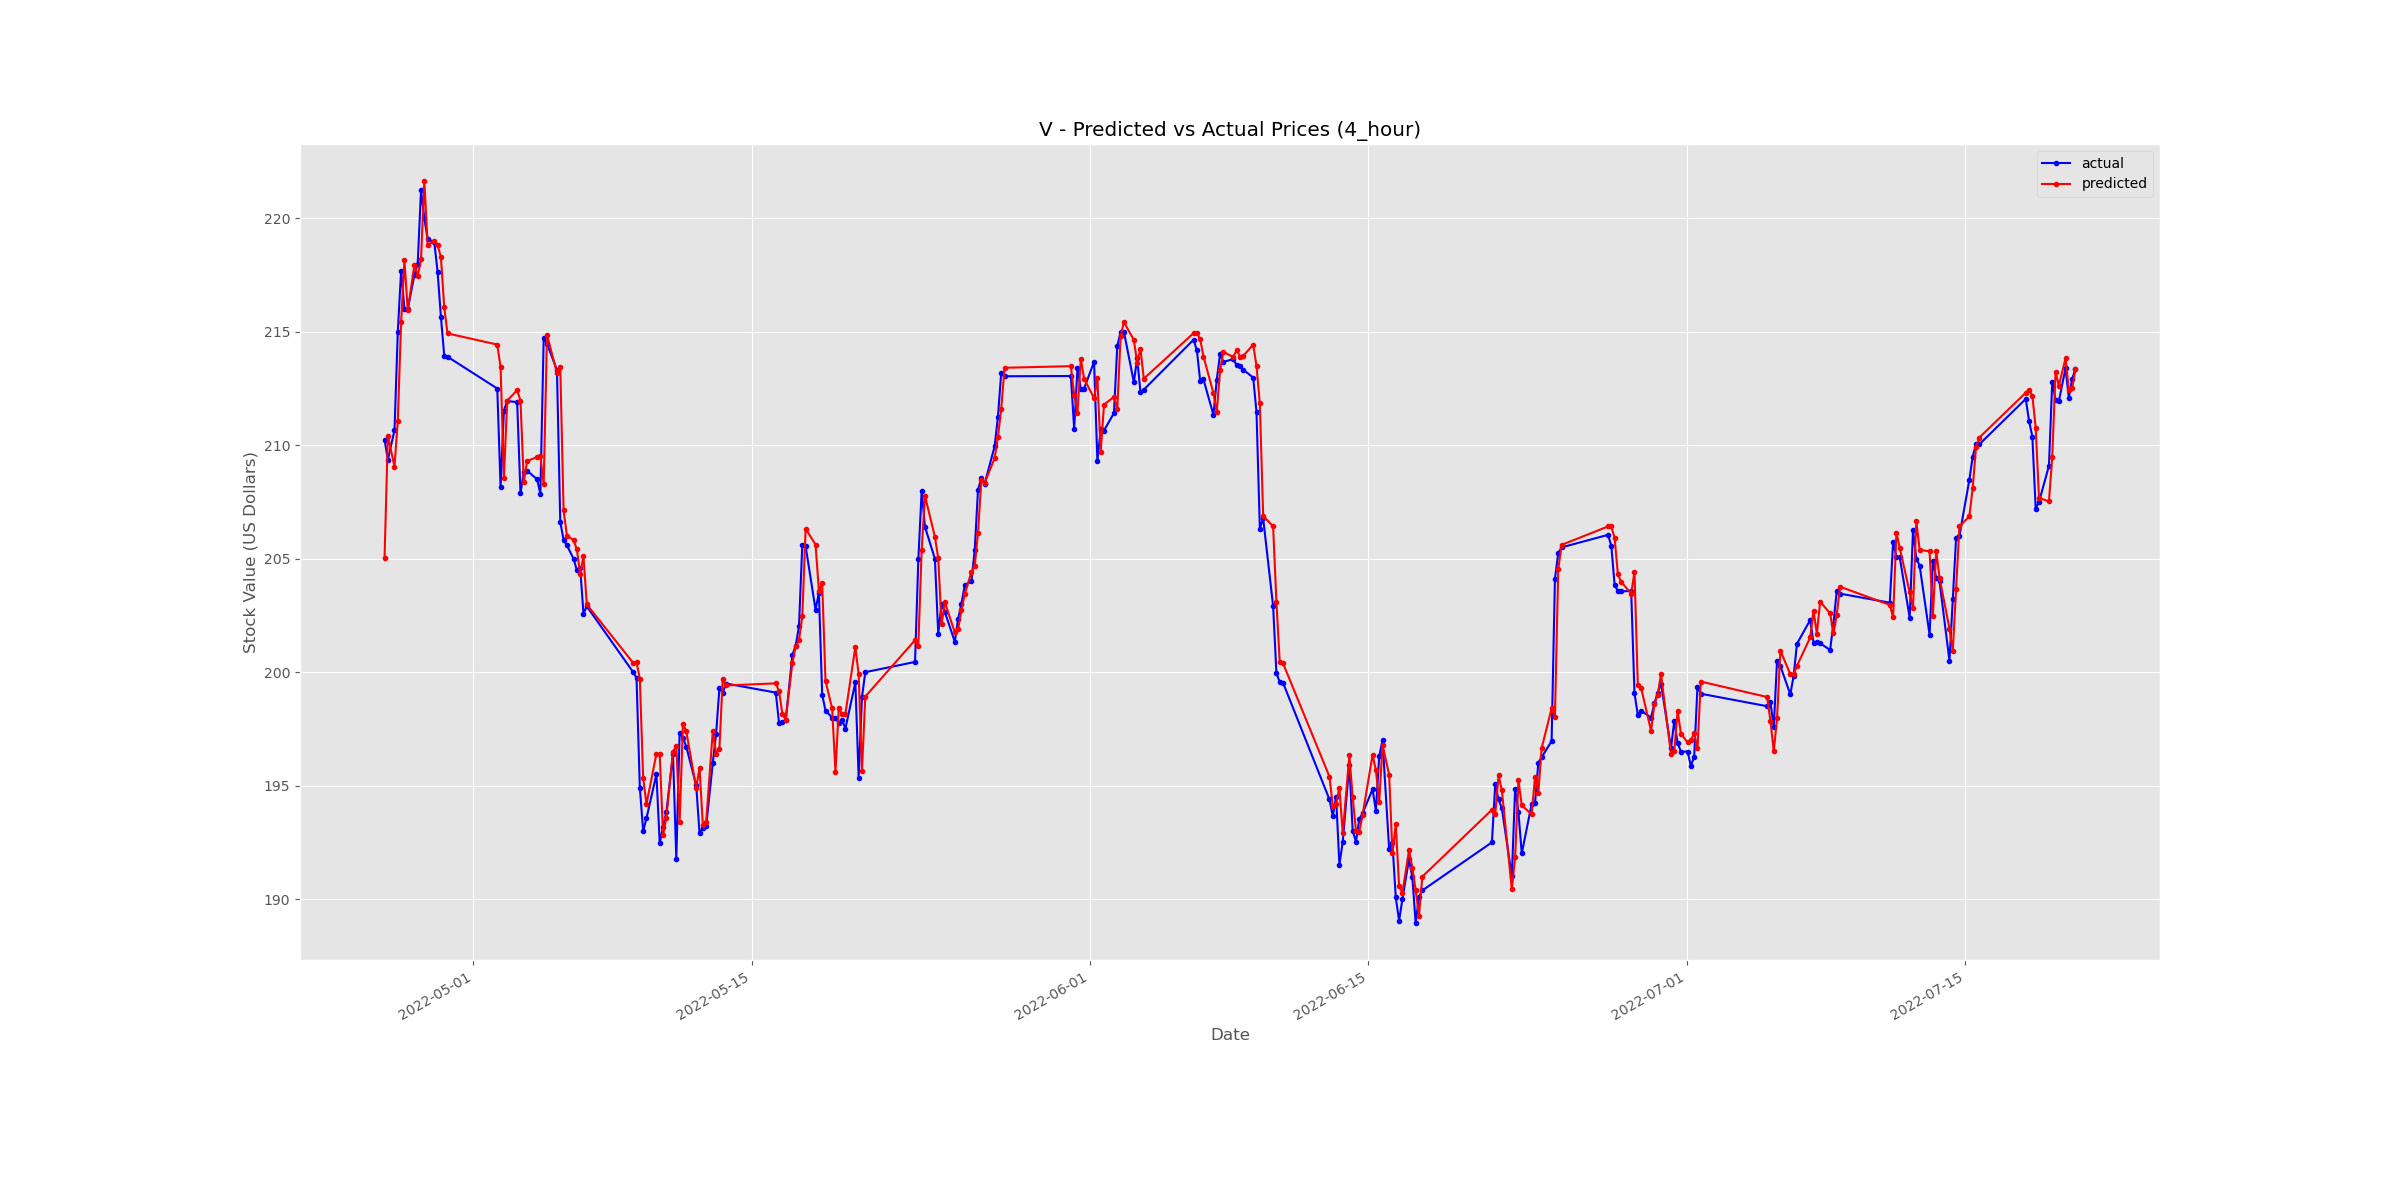 V - Predicted vs Actual Prices (4_hour)
actual
predicted
Stock Value (US Dollars)
220
215
210
205
200
195
190
2022-05-01
2022-05-15
2022-06-01
2022-06-15
2022-07-01
2022-07-15
Date